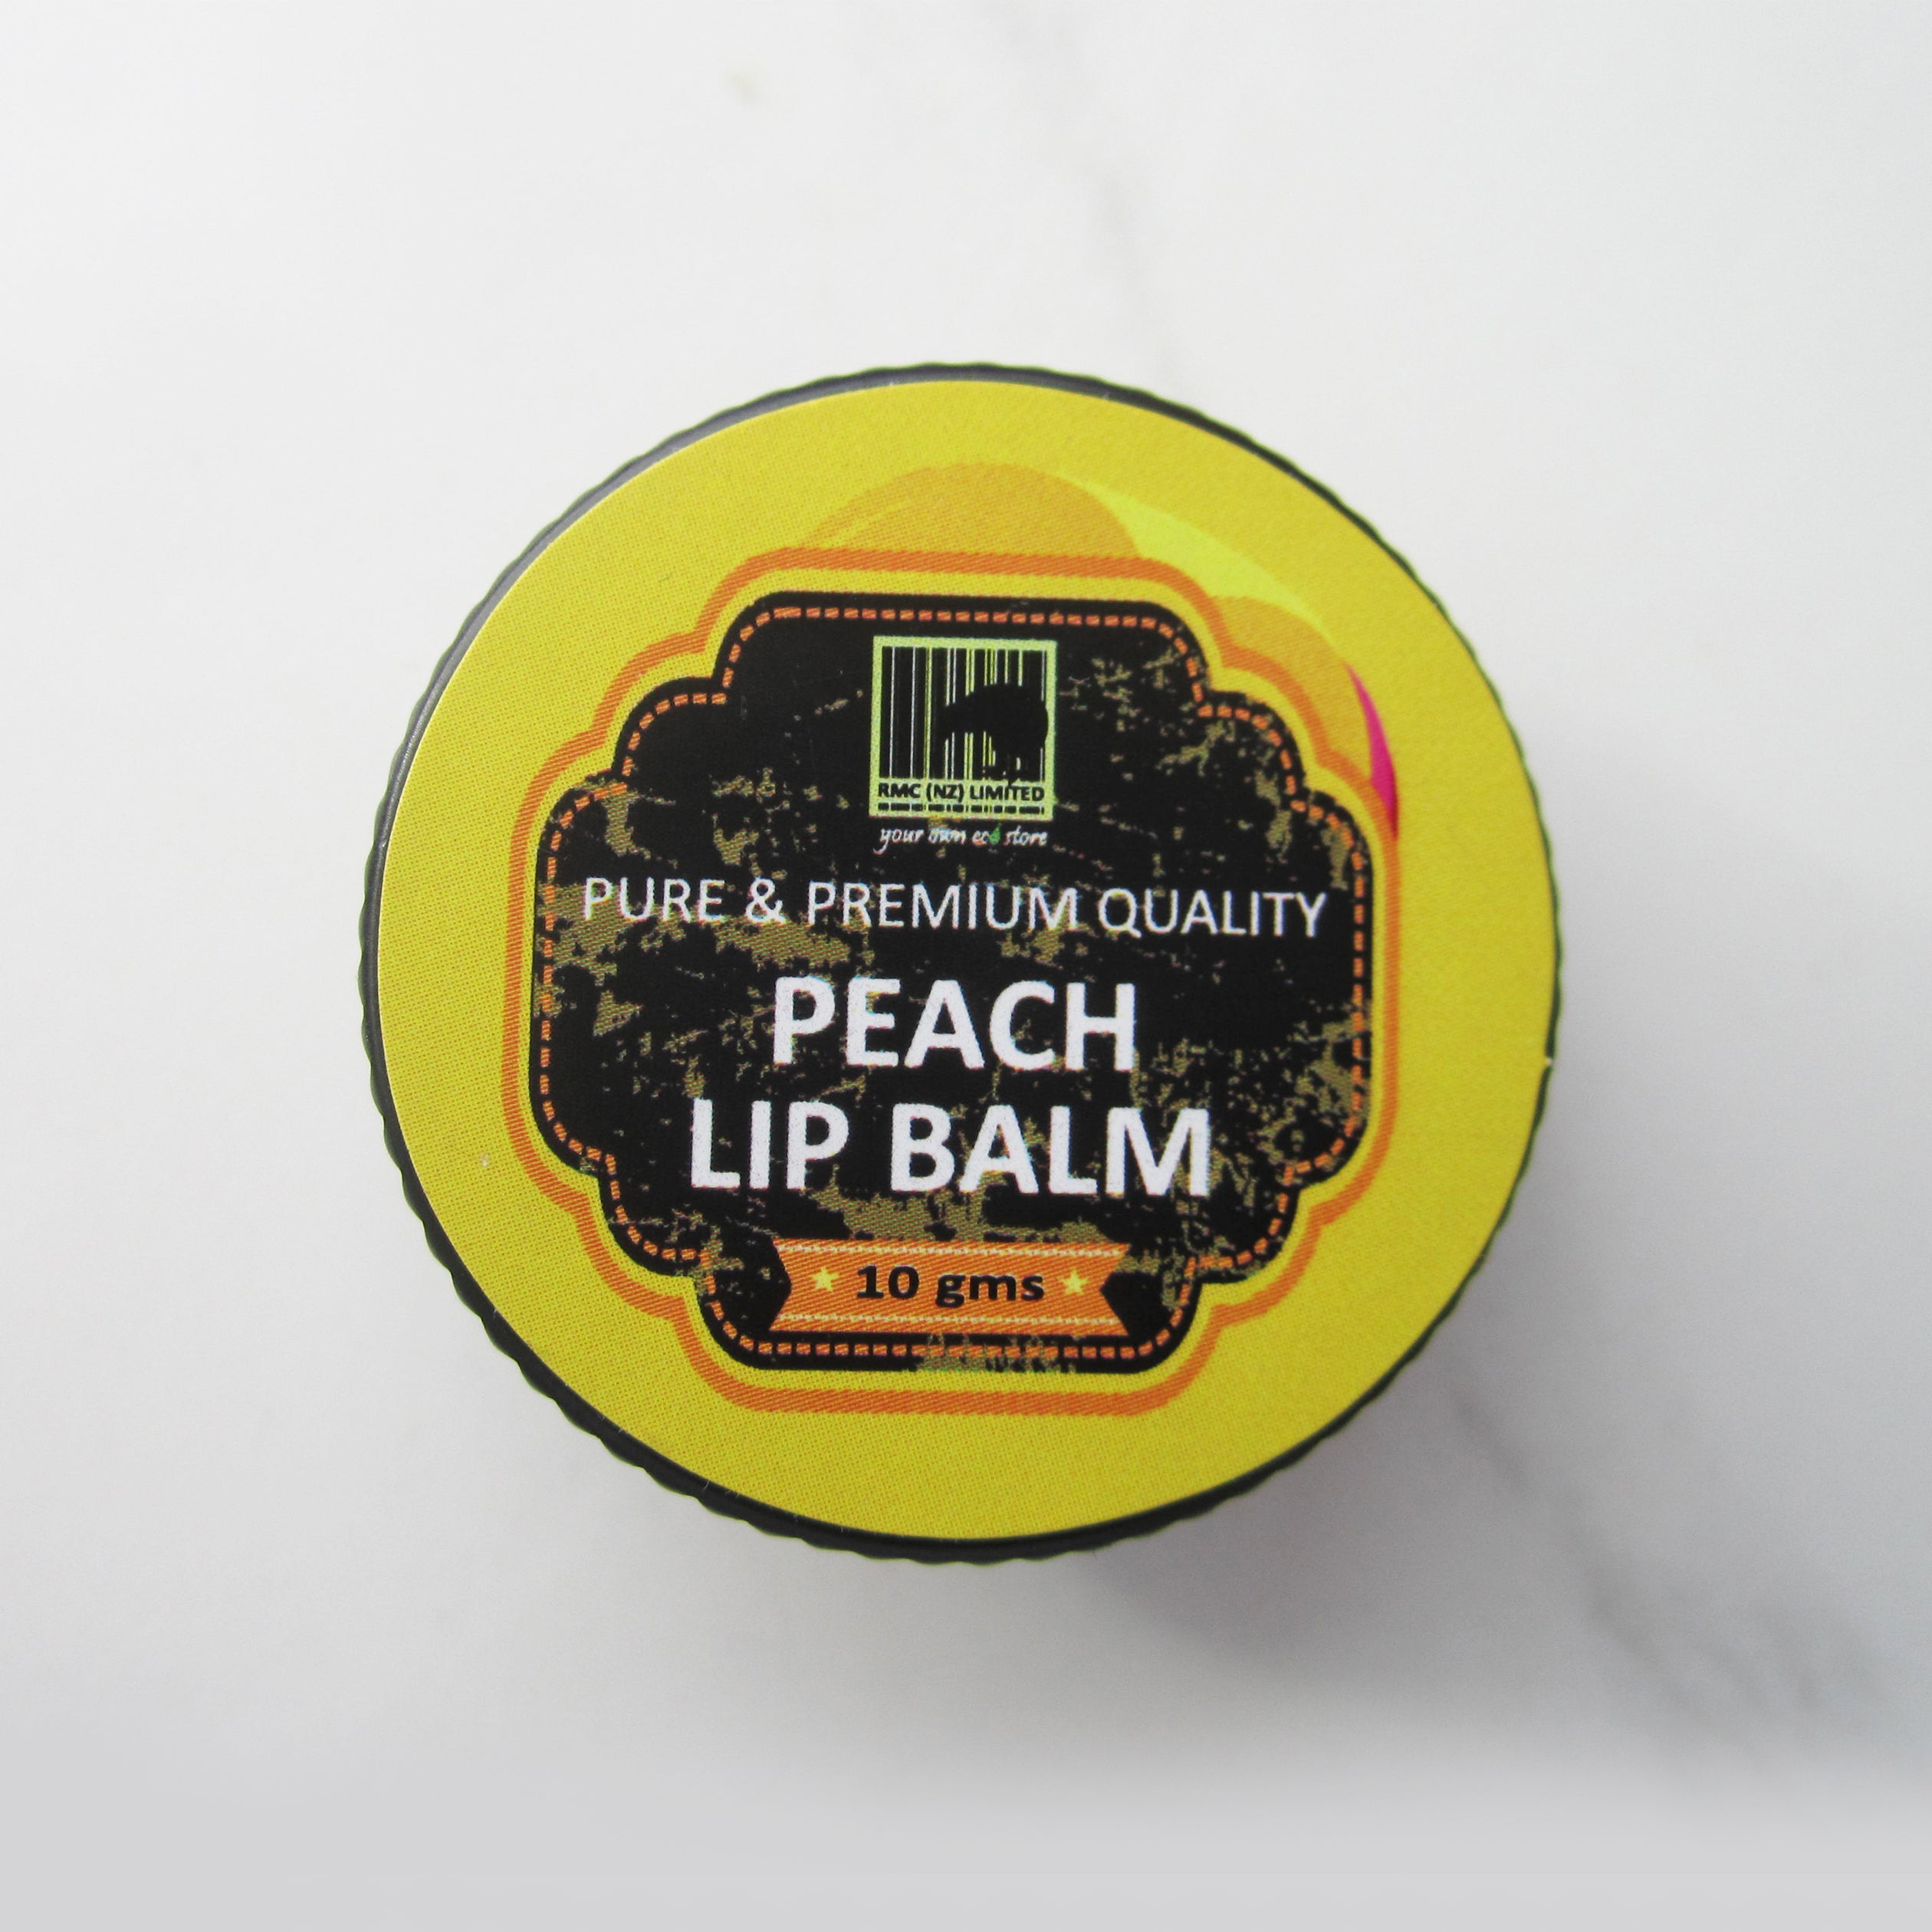 RMC (NZ) LIMITED
your own eco store
PURE & PREMIUM QUALITY
PEACH
LIP BALM
10 gms